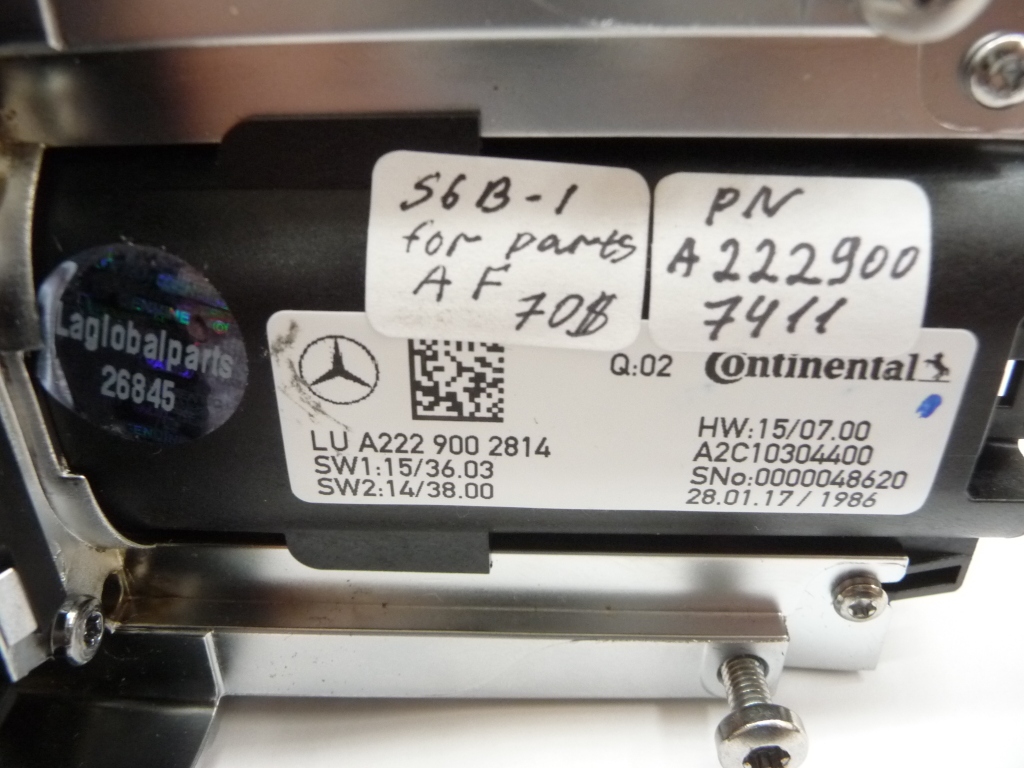 S6B-1
for parts
AF
70$
PN
A222900
7411
Laglobalparts
26845
Q:02
Continental
LU A222 900 2814
SW1:15/36.03
SW2:14/38.00
HW:15/07.00
A2C10304400
SNo:0000048620
28.01.17/1986